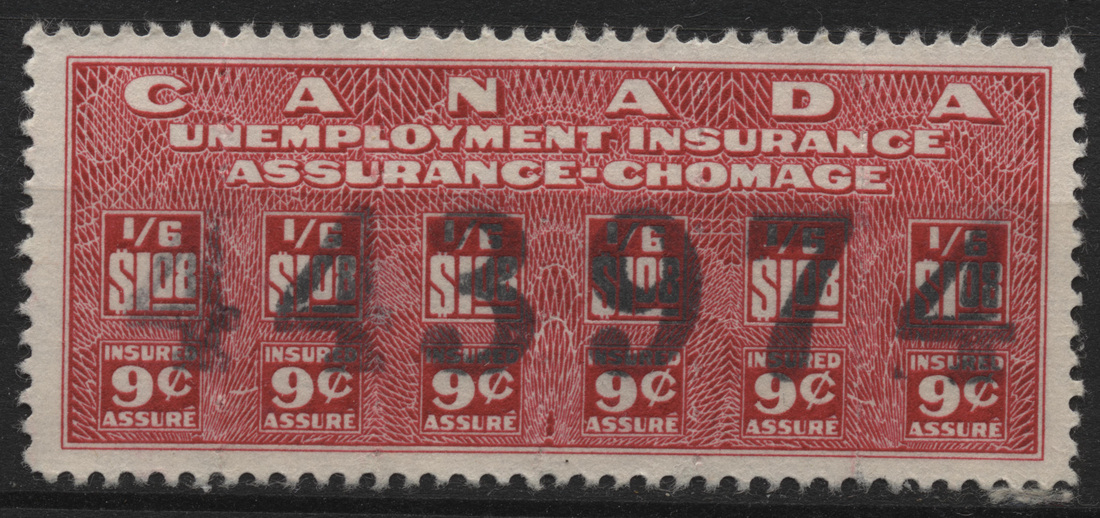 CANADA
UNEMPLOYMENT INSURANCE
ASSURANCE-CHOMAGE
1/6 1/6 1/6 1/6 1/6 1/6
$1.08 $1.08 $1.08 $1.08 $1.08 $1.08
443974
INSURED INSURED INSURED INSURED INSURED INSURED
9¢ 9¢ 9¢ 9¢ 9¢ 9¢
ASSURÉ ASSURÉ ASSURÉ ASSURÉ ASSURÉ ASSURÉ